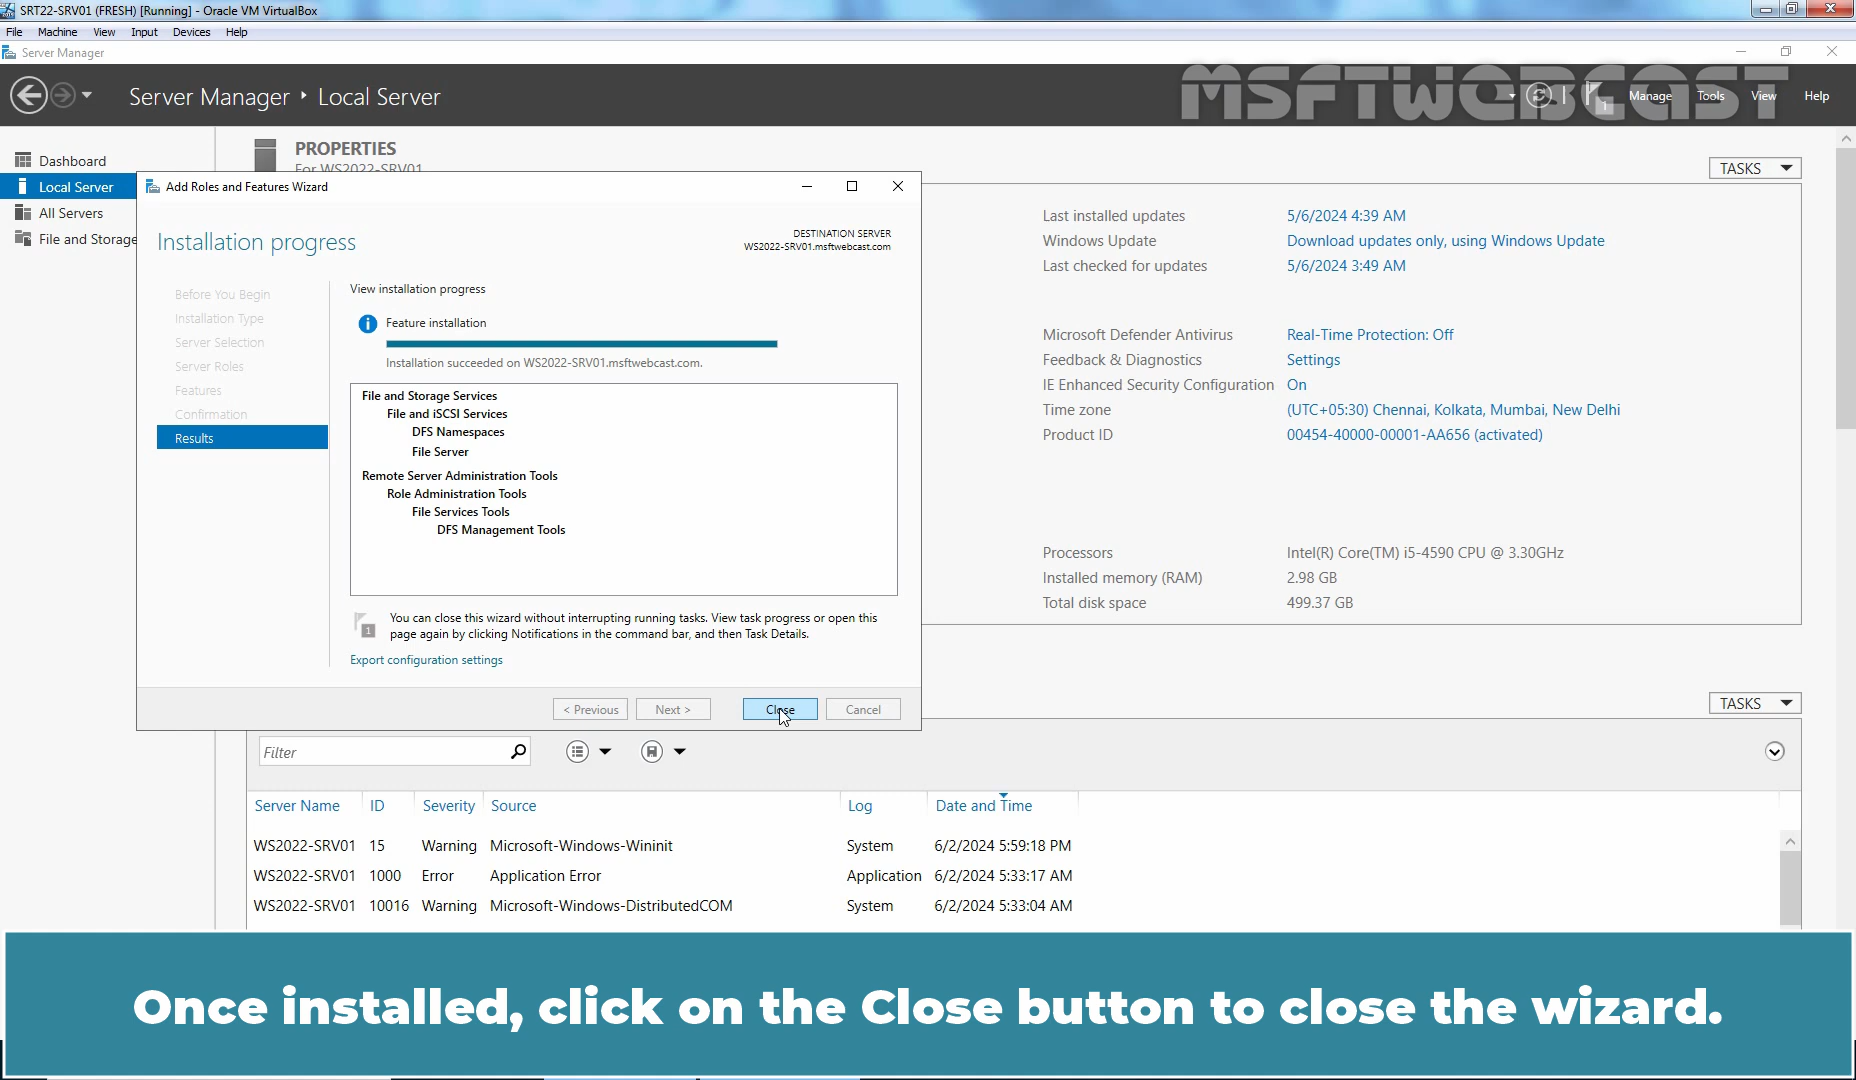 SRT22-SRV01 (FRESH) [Running] - Oracle VM VirtualBox
File Machine View Input Devices Help
Server Manager
Server Manager ‣ Local Server
MSFTWEBCAST
1 Manage Tools View Help
Dashboard
Local Server
All Servers
File and Storage
PROPERTIES
For WS2022-SRV01
TASKS
Add Roles and Features Wizard
Installation progress
DESTINATION SERVER
WS2022-SRV01.msftwebcast.com
Before You Begin
Installation Type
Server Selection
Server Roles
Features
Confirmation
Results
View installation progress
Feature installation
Installation succeeded on WS2022-SRV01.msftwebcast.com.
File and Storage Services
File and iSCSI Services
DFS Namespaces
File Server
Remote Server Administration Tools
Role Administration Tools
File Services Tools
DFS Management Tools
1
You can close this wizard without interrupting running tasks. View task progress or open this
page again by clicking Notifications in the command bar, and then Task Details.
Export configuration settings
< Previous Next > Close Cancel
Last installed updates 5/6/2024 4:39 AM
Windows Update Download updates only, using Windows Update
Last checked for updates 5/6/2024 3:49 AM
Microsoft Defender Antivirus Real-Time Protection: Off
Feedback & Diagnostics Settings
IE Enhanced Security Configuration On
Time zone (UTC+05:30) Chennai, Kolkata, Mumbai, New Delhi
Product ID 00454-40000-00001-AA656 (activated)
Processors Intel(R) Core(TM) i5-4590 CPU @ 3.30GHz
Installed memory (RAM) 2.98 GB
Total disk space 499.37 GB
TASKS
Filter
Server Name ID Severity Source Log Date and Time
WS2022-SRV01 15 Warning Microsoft-Windows-Wininit System 6/2/2024 5:59:18 PM
WS2022-SRV01 1000 Error Application Error Application 6/2/2024 5:33:17 AM
WS2022-SRV01 10016 Warning Microsoft-Windows-DistributedCOM System 6/2/2024 5:33:04 AM
Once installed, click on the Close button to close the wizard.